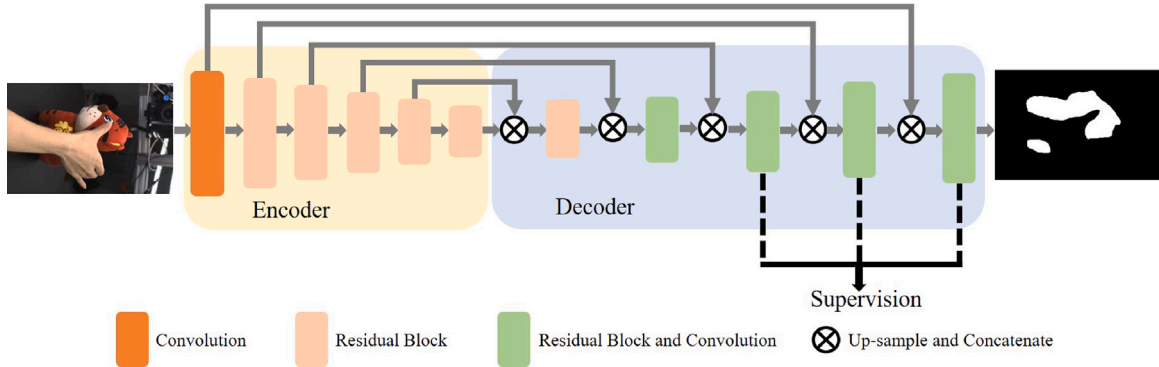 Encoder
Decoder
Supervision
Convolution
Residual Block
Residual Block and Convolution
Up-sample and Concatenate